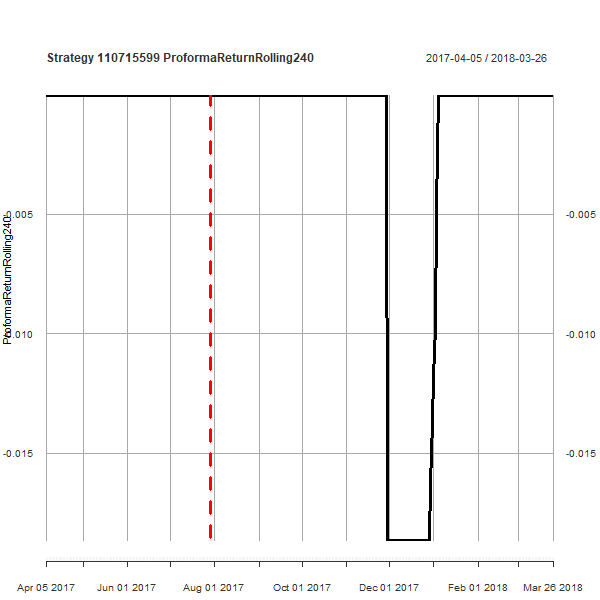 Strategy 110715599 ProformaReturnRolling240
2017-04-05 / 2018-03-26
ProformaReturnRolling240
-0.005 -0.005
-0.010 -0.010
-0.015 -0.015
Apr 05 2017 Jun 01 2017 Aug 01 2017 Oct 01 2017 Dec 01 2017 Feb 01 2018 Mar 26 2018